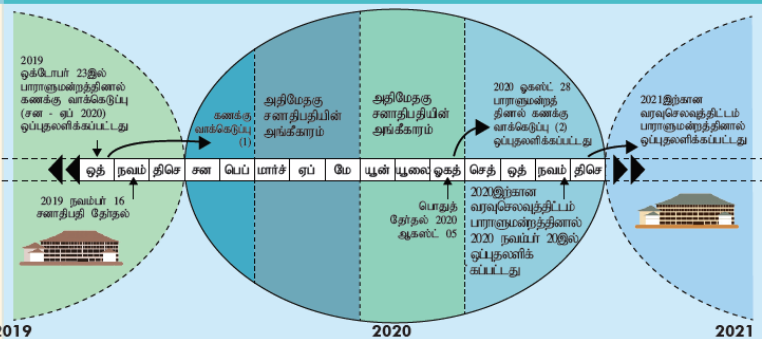 2019
ஒக்டோபர் 23இல்
பாராளுமன்றத்தினால்
கணக்கு வாக்கெடுப்பு
(சன - ஏப் 2020)
ஒப்புதலளிக்கப்பட்டது
கணக்கு
வாக்கெடுப்பு
(1)
அதிமேதகு
சனாதிபதியின்
அங்கீகாரம்
அதிமேதகு
சனாதிபதியின்
அங்கீகாரம்
2020 ஓகஸ்ட் 28
பாராளுமன்றத்
தினால் கணக்கு
வாக்கெடுப்பு (2)
ஒப்புதலளிக்கப்பட்டது
2021இற்கான
வரவுசெலவுத்திட்டம்
பாராளுமன்றத்தினால்
ஒப்புதலளிக்கப்பட்டது
ஒத் நவம் திசெ சன பெப் மார்ச் ஏப் மே யூன் யூலை ஓகத் செத் ஒத் நவம் திசெ
2019 நவம்பர் 16
சனாதிபதி தேர்தல்
பொதுத்
தேர்தல் 2020
ஆகஸ்ட் 05
2020இற்கான
வரவுசெலவுத்திட்டம்
பாராளுமன்றத்தினால்
2020 நவம்பர் 20இல்
ஒப்புதலளிக்
கப்பட்டது
2019 2020 2021